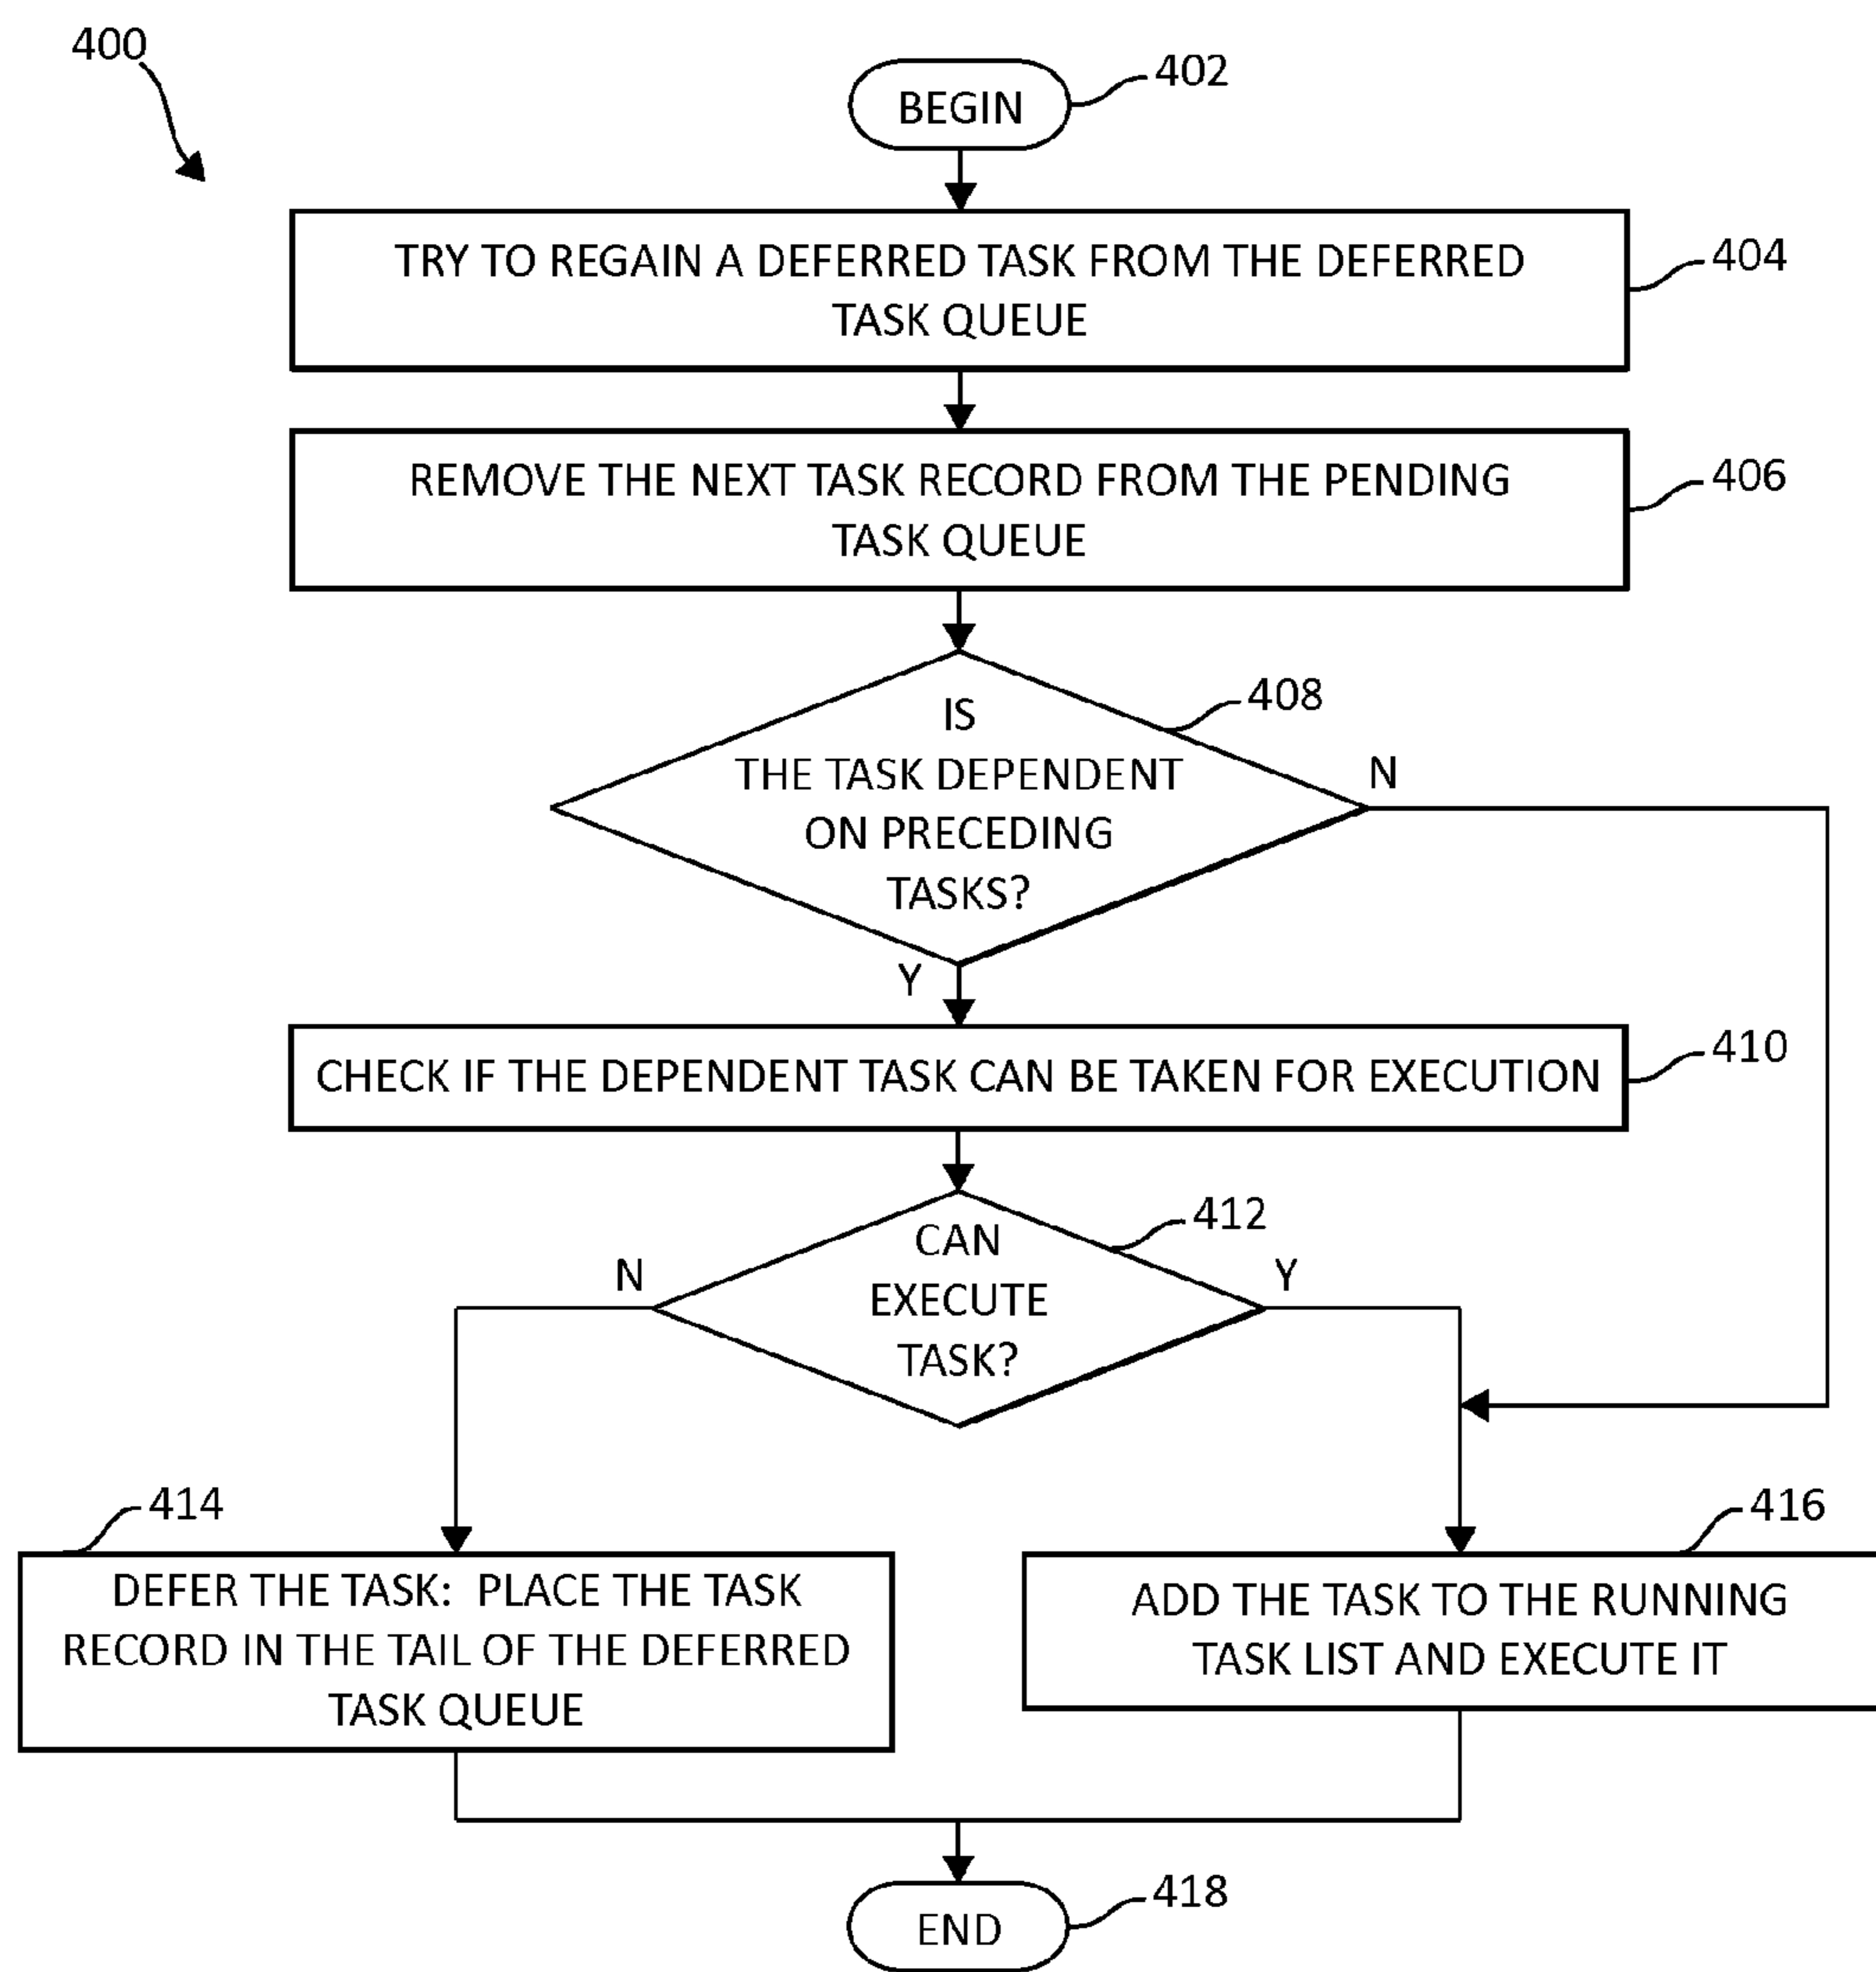 400
BEGIN
402
TRY TO REGAIN A DEFERRED TASK FROM THE DEFERRED
TASK QUEUE
404
REMOVE THE NEXT TASK RECORD FROM THE PENDING
TASK QUEUE
406
IS
THE TASK DEPENDENT
ON PRECEDING
TASKS?
408
N
Y
CHECK IF THE DEPENDENT TASK CAN BE TAKEN FOR EXECUTION
410
CAN
EXECUTE
TASK?
412
N
Y
414
DEFER THE TASK: PLACE THE TASK
RECORD IN THE TAIL OF THE DEFERRED
TASK QUEUE
416
ADD THE TASK TO THE RUNNING
TASK LIST AND EXECUTE IT
END
418